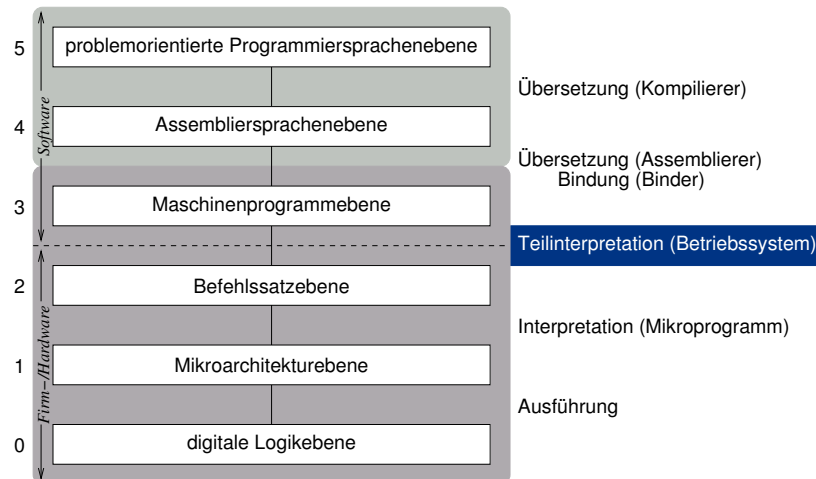 5
problemorientierte Programmiersprachenebene
Übersetzung (Kompilierer)
4
Assembliersprachenebene
Software
Übersetzung (Assemblierer)
Bindung (Binder)
3
Maschinenprogrammebene
Teilinterpretation (Betriebssystem)
2
Befehlssatzebene
Interpretation (Mikroprogramm)
1
Mikroarchitekturebene
Firm-/Hardware
Ausführung
0
digitale Logikebene